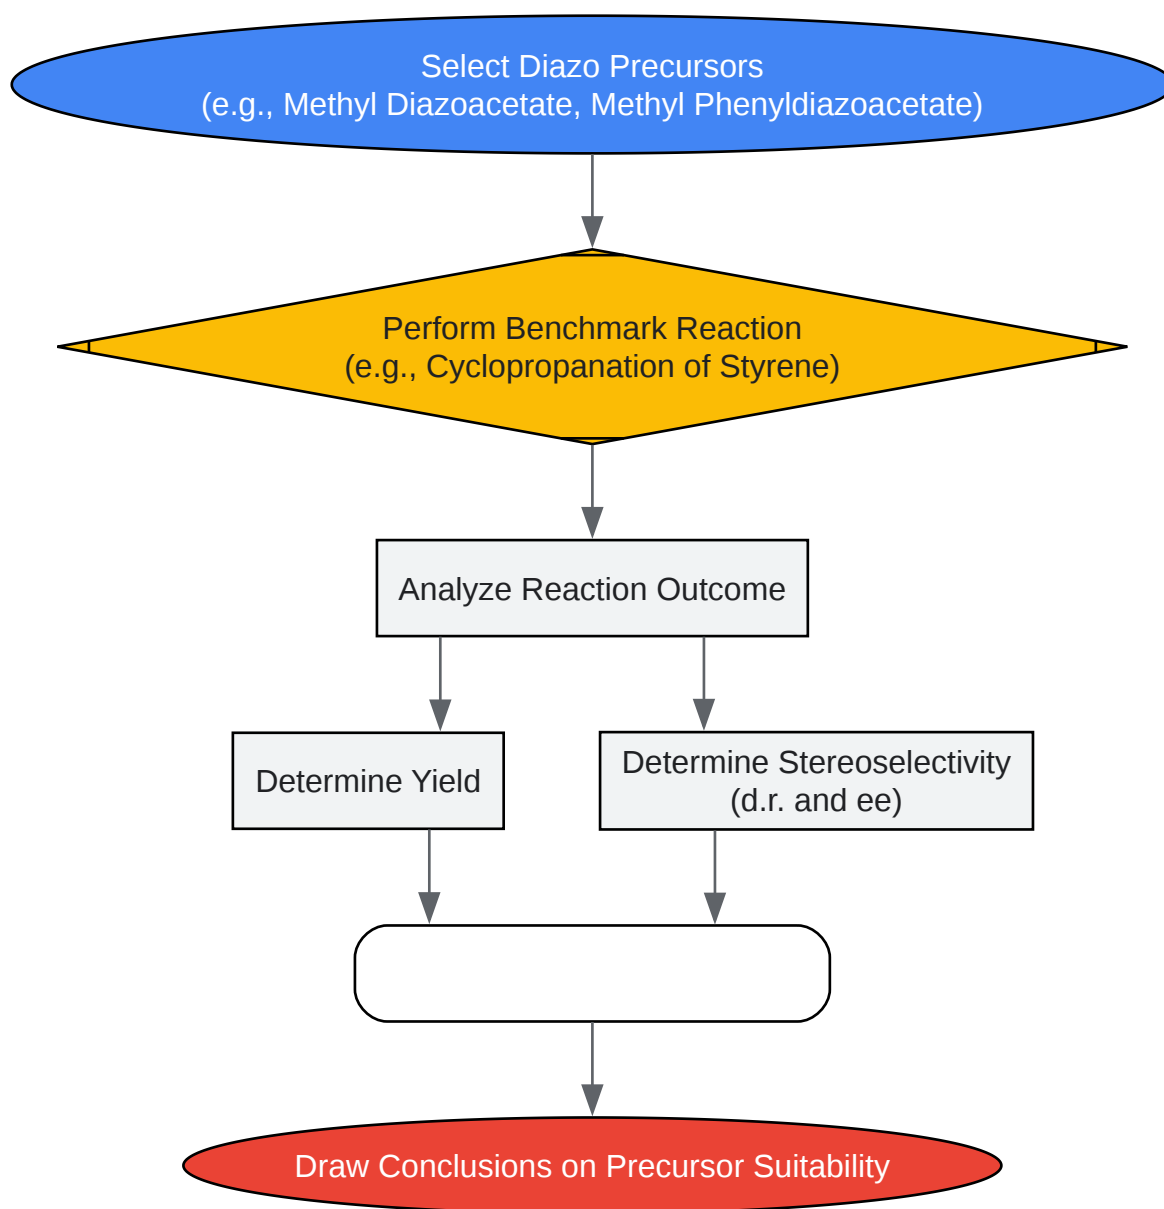 Select Diazo Precursors
(e.g., Methyl Diazoacetate, Methyl Phenyldiazoacetate)
Perform Benchmark Reaction
(e.g., Cyclopropanation of Styrene)
Analyze Reaction Outcome
Determine Yield
Determine Stereoselectivity
(d.r. and ee)
Draw Conclusions on Precursor Suitability